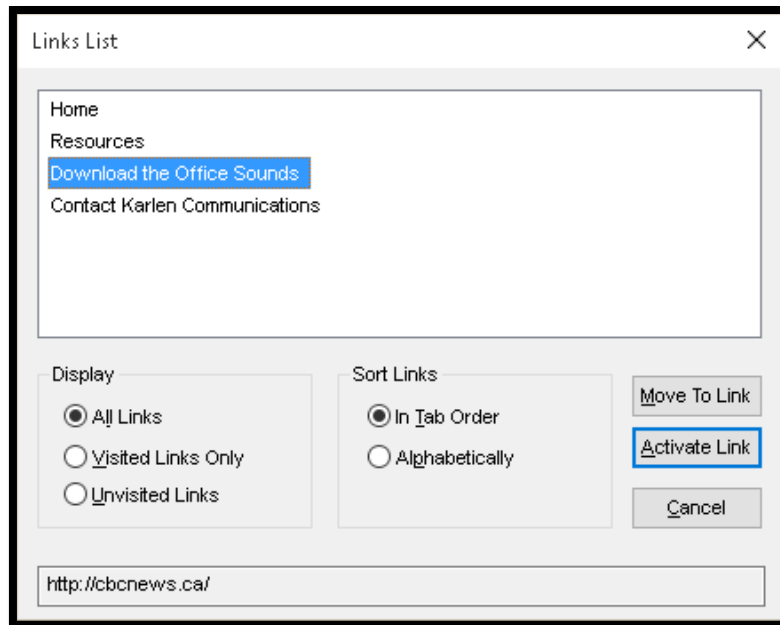 Links List
Home
Resources
Download the Office Sounds
Contact Karlen Communications
Display
All Links
Visited Links Only
Unvisited Links
Sort Links
In Tab Order
Alphabetically
Move To Link
Activate Link
Cancel
http://cbcnews.ca/